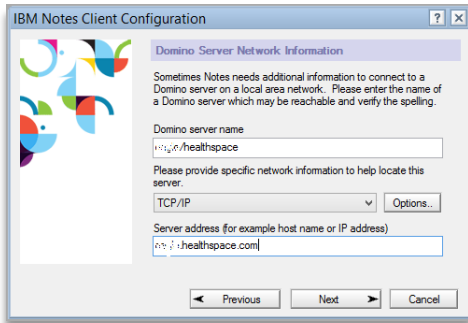 IBM Notes Client Configuration
Domino Server Network Information
Sometimes Notes needs additional information to connect to a
Domino server on a local area network. Please enter the name of
a Domino server which may be reachable and verify the spelling.
Domino server name
/healthspace
Please provide specific network information to help locate this
server.
TCP/IP
Options..
Server address (for example host name or IP address)
.healthspace.com
Previous
Next
Cancel